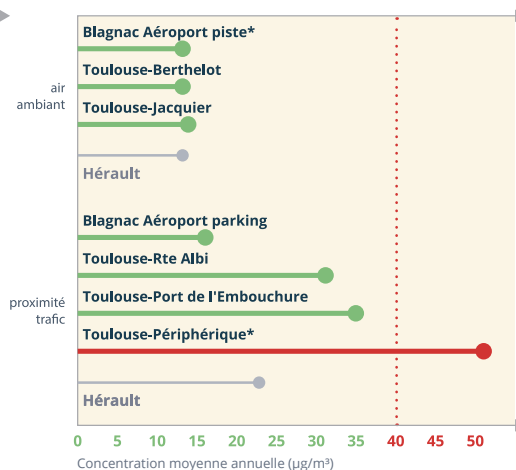 Blagnac Aéroport piste*
Toulouse-Berthelot
air
ambiant
Toulouse-Jacquier
Hérault
Blagnac Aéroport parking
Toulouse-Rte Albi
proximité
trafic
Toulouse-Port de l'Embouchure
Toulouse-Périphérique*
Hérault
0 5 10 15 20 25 30 35 40 45 50
Concentration moyenne annuelle (µg/m³)